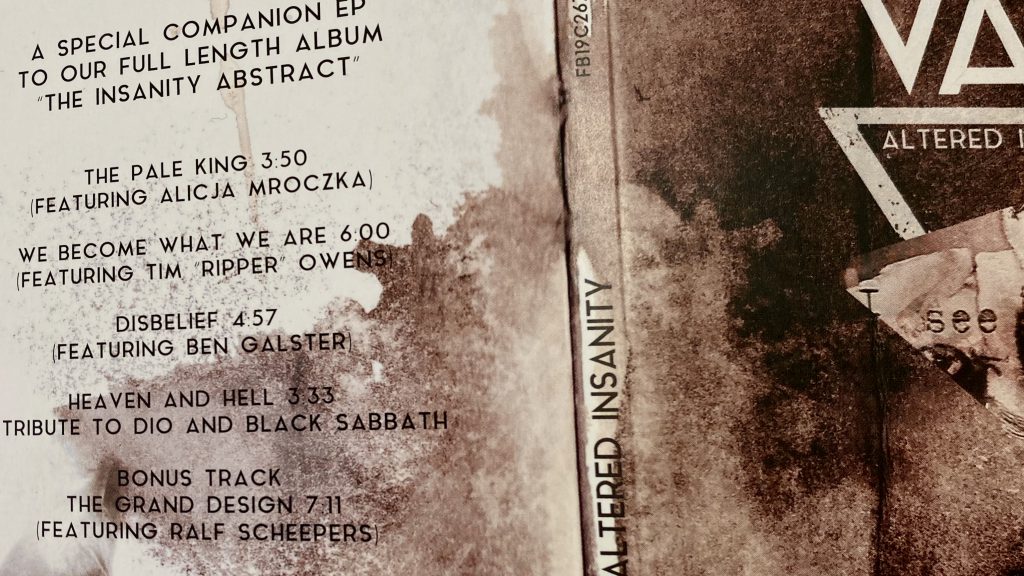 A SPECIAL COMPANION EP
TO OUR FULL LENGTH ALBUM
"THE INSANITY ABSTRACT"
THE PALE KING 3:50
(FEATURING ALICJA MROCZKA)
WE BECOME WHAT WE ARE 6:00
(FEATURING TIM "RIPPER" OWENS)
DISBELIEF 4:57
(FEATURING BEN GALSTER)
HEAVEN AND HELL 3:33
TRIBUTE TO DIO AND BLACK SABBATH
BONUS TRACK
THE GRAND DESIGN 7:11
(FEATURING RALF SCHEEPERS)
FB19C26
ALTERED INSANITY
VA
ALTERED I
see